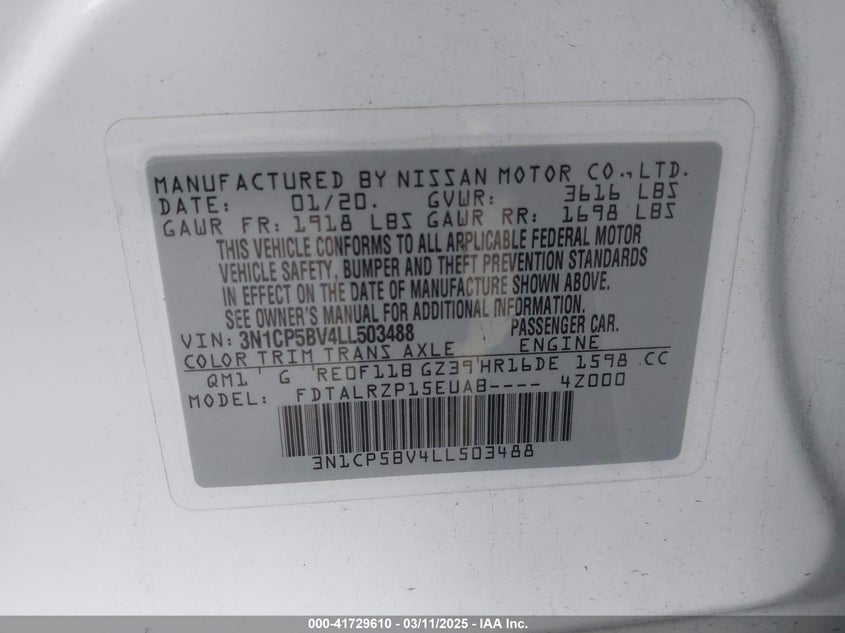 MANUFACTURED BY NISSAN MOTOR CO., LTD.
DATE: 01/20. GVWR: 3616 LBS
GAWR FR: 1918 LBS GAWR RR: 1698 LBS
THIS VEHICLE CONFORMS TO ALL APPLICABLE FEDERAL MOTOR
VEHICLE SAFETY, BUMPER AND THEFT PREVENTION STANDARDS
IN EFFECT ON THE DATE OF MANUFACTURE SHOWN ABOVE.
SEE OWNER'S MANUAL FOR ADDITIONAL INFORMATION.
VIN: 3N1CP5BV4LL503488 PASSENGER CAR.
COLOR TRIM TRANS AXLE ENGINE
QM1 G RE0F11B GZ39 HR16DE 1598 CC
MODEL: FDTALRZP15EUAB---- 4Z000
3N1CP5BV4LL503488
000-41729610 - 03/11/2025 - IAA Inc.